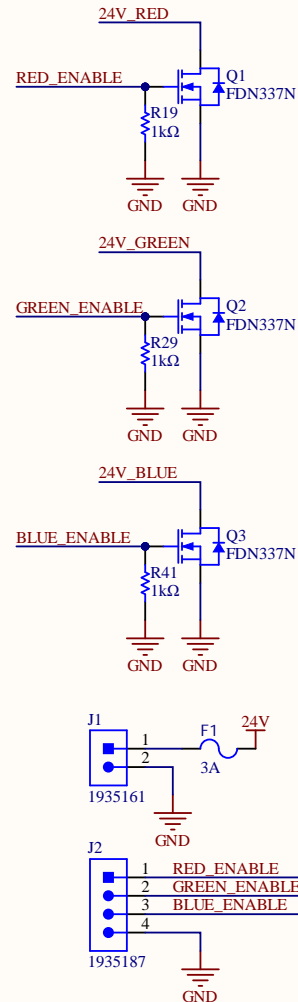 24V_RED
RED_ENABLE
Q1
FDN337N
R19
1kΩ
GND
GND
24V_GREEN
GREEN_ENABLE
Q2
FDN337N
R29
1kΩ
GND
GND
24V_BLUE
BLUE_ENABLE
Q3
FDN337N
R41
1kΩ
GND
GND
J1
1
2
1935161
F1
3A
24V
GND
J2
1 RED_ENABLE
2 GREEN_ENABLE
3 BLUE_ENABLE
4
1935187
GND